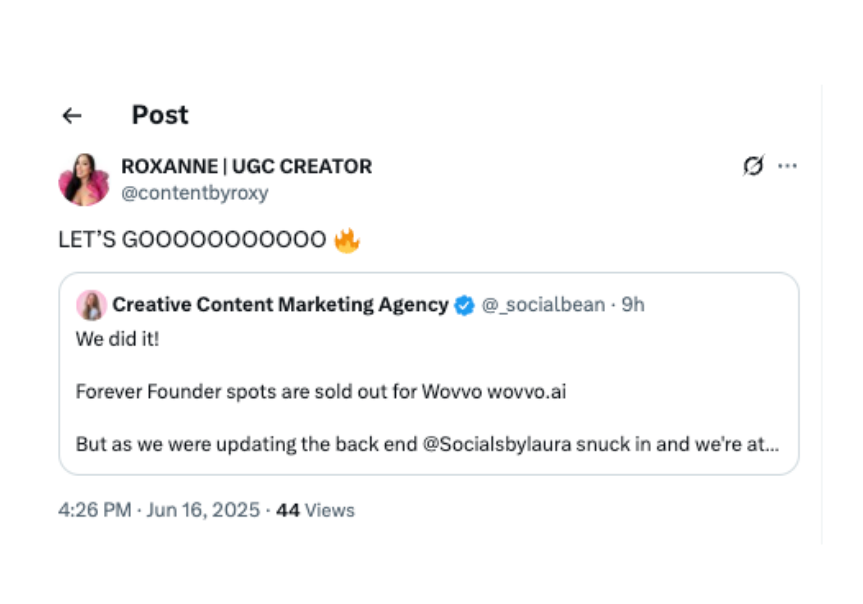 Post
ROXANNE | UGC CREATOR
@contentbyroxy
LET’S GOOOOOOOOOOO 🔥
Creative Content Marketing Agency @_socialbean · 9h
We did it!
Forever Founder spots are sold out for Wovvo wovvo.ai
But as we were updating the back end @Socialsbylaura snuck in and we're at...
4:26 PM · Jun 16, 2025 · 44 Views